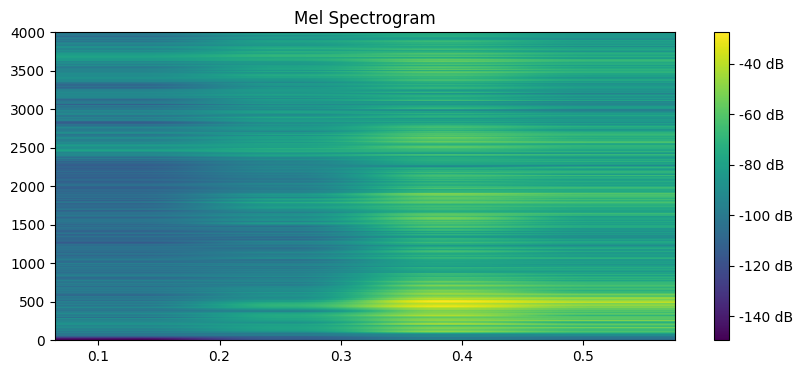 Mel Spectrogram
4000
3500
3000
2500
2000
1500
1000
500
0
0.1 0.2 0.3 0.4 0.5
-40 dB
-60 dB
-80 dB
-100 dB
-120 dB
-140 dB